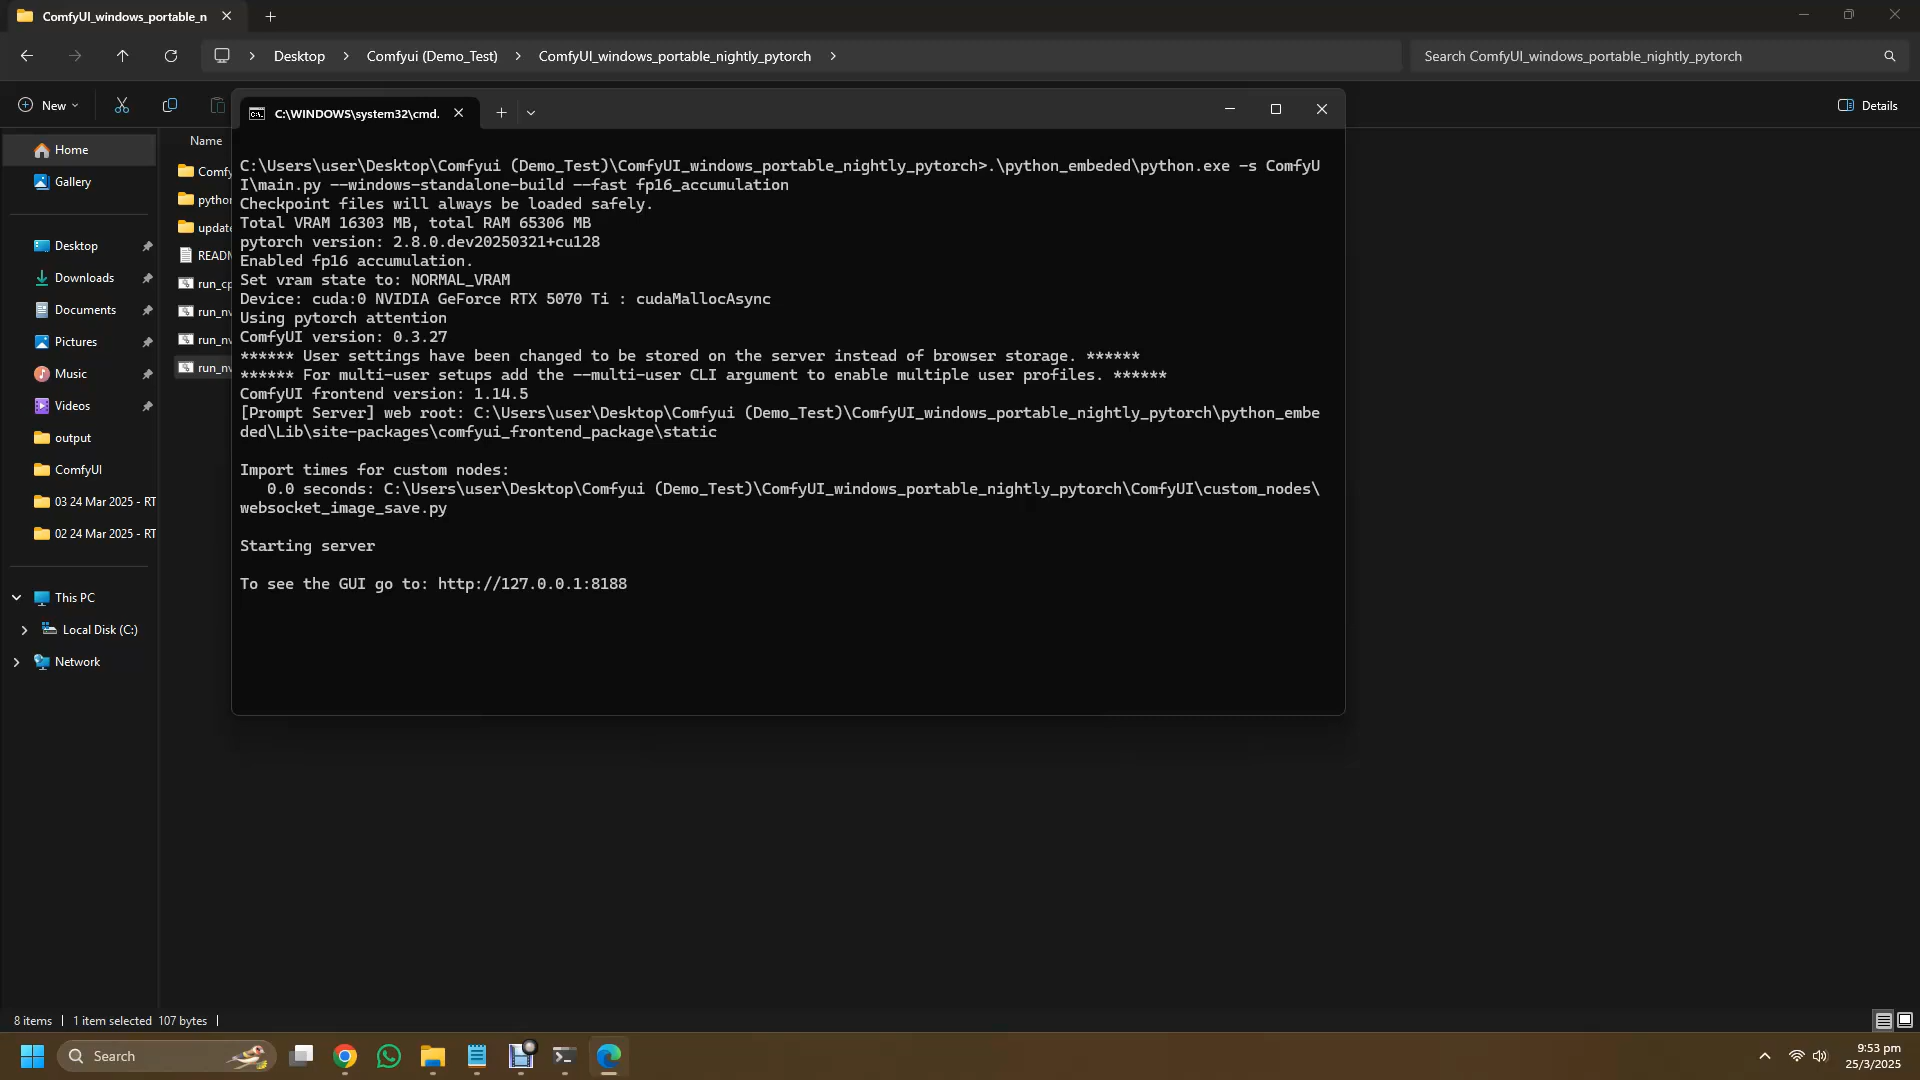 ComfyUI_windows_portable_n
Desktop
Comfyui (Demo_Test)
ComfyUI_windows_portable_nightly_pytorch
Search ComfyUI_windows_portable_nightly_pytorch
New
Details
C:\WINDOWS\system32\cmd.
Home
Gallery
Desktop
Downloads
Documents
Pictures
Music
Videos
output
ComfyUI
03 24 Mar 2025 - RT
02 24 Mar 2025 - RT
This PC
Local Disk (C:)
Network
Name
Comfy
python
update
READM
run_cp
run_nv
run_nv
run_nv
C:\Users\user\Desktop\Comfyui (Demo_Test)\ComfyUI_windows_portable_nightly_pytorch>.\python_embeded\python.exe -s ComfyU
I\main.py --windows-standalone-build --fast fp16_accumulation
Checkpoint files will always be loaded safely.
Total VRAM 16303 MB, total RAM 65306 MB
pytorch version: 2.8.0.dev20250321+cu128
Enabled fp16 accumulation.
Set vram state to: NORMAL_VRAM
Device: cuda:0 NVIDIA GeForce RTX 5070 Ti : cudaMallocAsync
Using pytorch attention
ComfyUI version: 0.3.27
****** User settings have been changed to be stored on the server instead of browser storage. ******
****** For multi-user setups add the --multi-user CLI argument to enable multiple user profiles. ******
ComfyUI frontend version: 1.14.5
[Prompt Server] web root: C:\Users\user\Desktop\Comfyui (Demo_Test)\ComfyUI_windows_portable_nightly_pytorch\python_embe
ded\Lib\site-packages\comfyui_frontend_package\static
Import times for custom nodes:
0.0 seconds: C:\Users\user\Desktop\Comfyui (Demo_Test)\ComfyUI_windows_portable_nightly_pytorch\ComfyUI\custom_nodes\
websocket_image_save.py
Starting server
To see the GUI go to: http://127.0.0.1:8188
8 items
1 item selected 107 bytes
Search
9:53 pm
25/3/2025